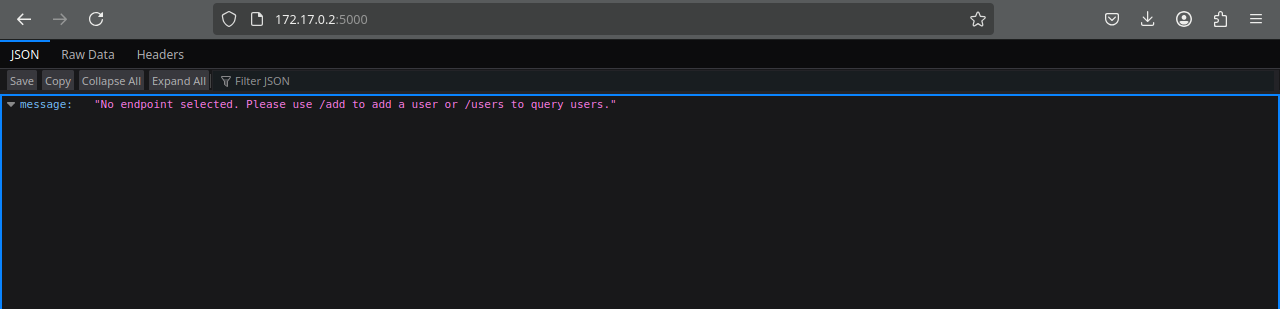 172.17.0.2:5000
JSON Raw Data Headers
Save Copy Collapse All Expand All Filter JSON
message: "No endpoint selected. Please use /add to add a user or /users to query users."